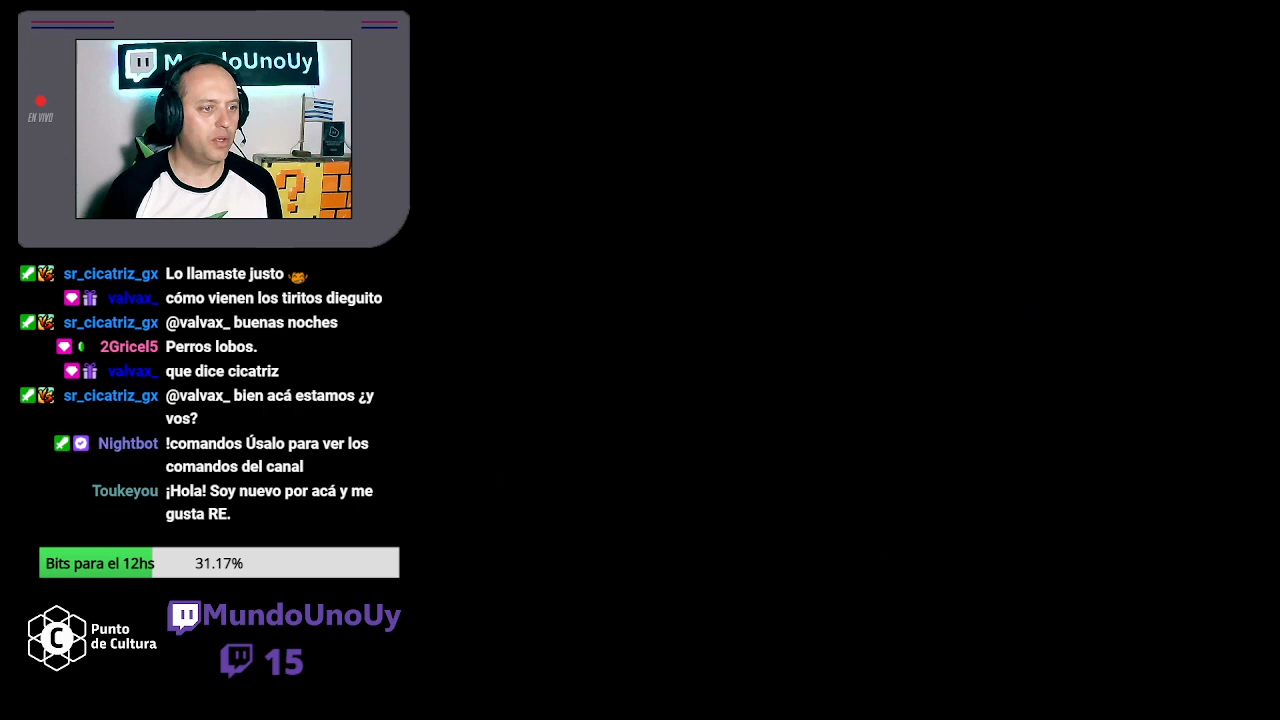 MundoUnoUy
EN VIVO
sr_cicatriz_gx Lo llamaste justo
valvax_ cómo vienen los tiritos dieguito
sr_cicatriz_gx @valvax_ buenas noches
2Gricel5 Perros lobos.
valvax_ que dice cicatriz
sr_cicatriz_gx @valvax_ bien acá estamos ¿y
vos?
Nightbot !comandos Úsalo para ver los
comandos del canal
Toukeyou ¡Hola! Soy nuevo por acá y me
gusta RE.
Bits para el 12hs 31.17%
C Punto
de Cultura
MundoUnoUy
15